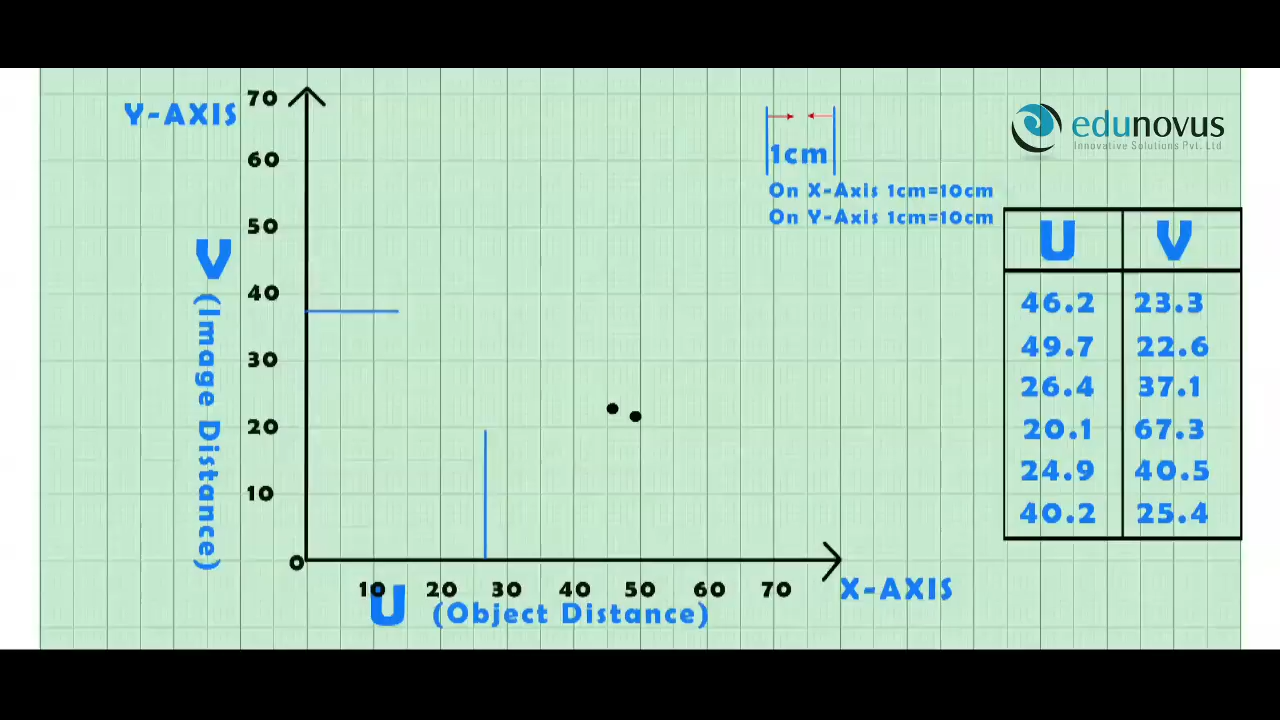 Y-AXIS
70
60
50
40
30
20
10
0
V (Image Distance)
10 20 30 40 50 60 70
X-AXIS
U (Object Distance)
1cm
On X-Axis 1cm=10cm
On Y-Axis 1cm=10cm
edunovus
Innovative Solutions Pvt. Ltd
U V
46.2 23.3
49.7 22.6
26.4 37.1
20.1 67.3
24.9 40.5
40.2 25.4